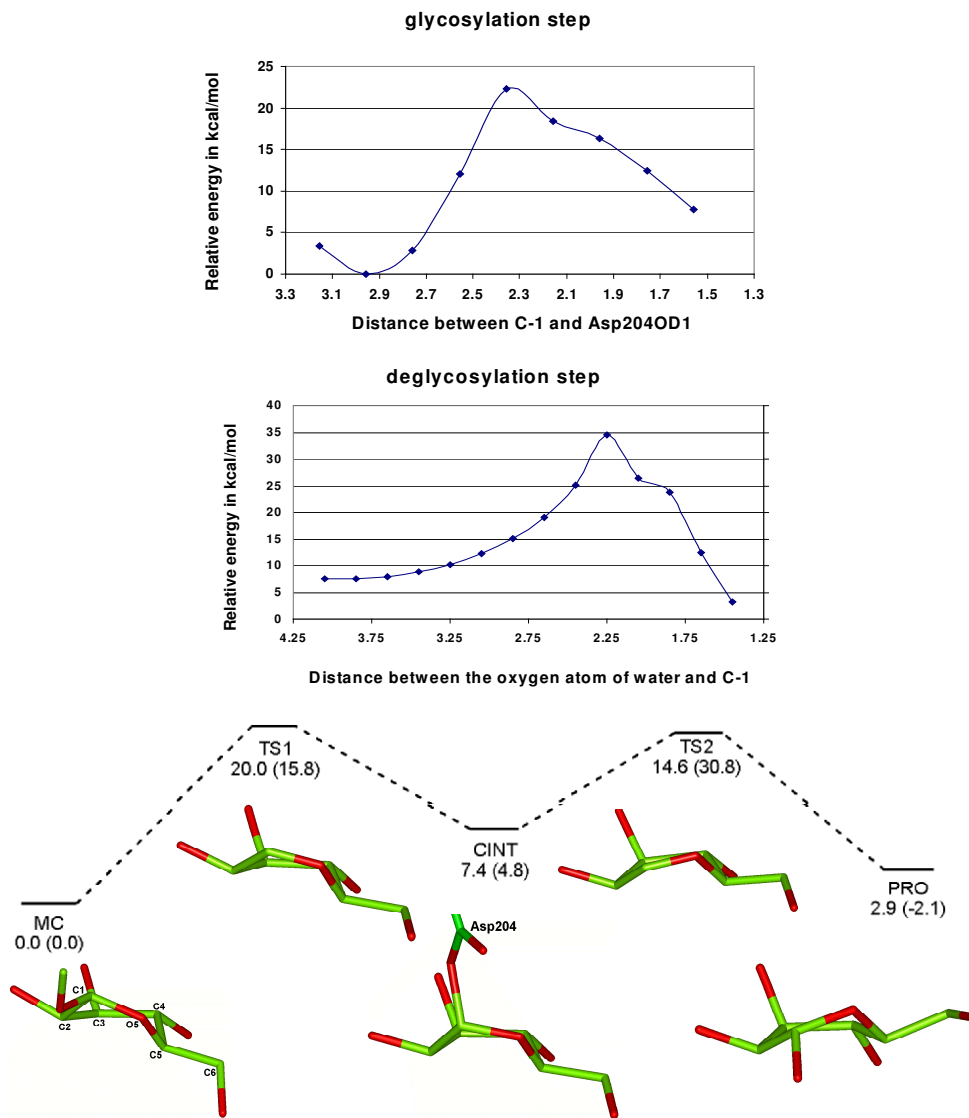 glycosylation step
Relative energy in kcal/mol
25
20
15
10
5
0
3.3 3.1 2.9 2.7 2.5 2.3 2.1 1.9 1.7 1.5 1.3
Distance between C-1 and Asp204OD1
deglycosylation step
Relative energy in kcal/mol
40
35
30
25
20
15
10
5
0
4.25 3.75 3.25 2.75 2.25 1.75 1.25
Distance between the oxygen atom of water and C-1
TS1
20.0 (15.8)
TS2
14.6 (30.8)
CINT
7.4 (4.8)
PRO
2.9 (-2.1)
MC
0.0 (0.0)
Asp204
C1
C2
C3
C4
O5
C5
C6